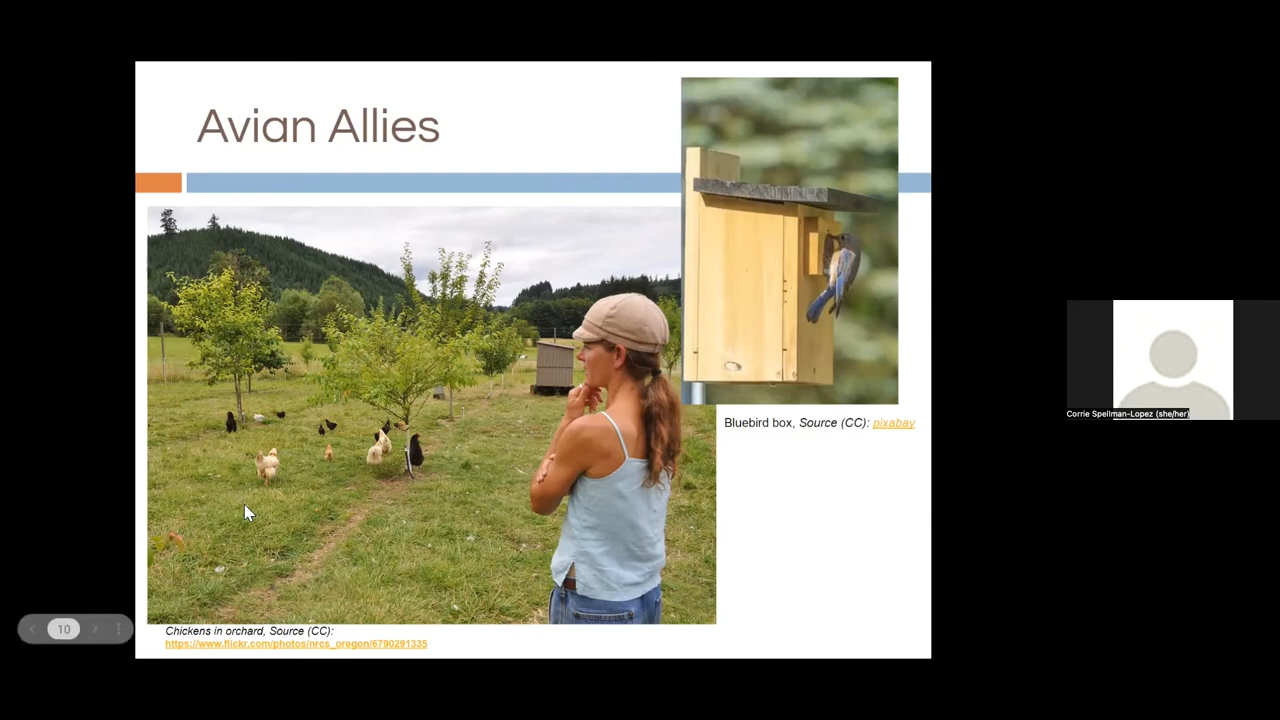 Avian Allies
Bluebird box, Source (CC): pixabay
Corrie Spellman-Lopez (she/her)
10
Chickens in orchard, Source (CC):
https://www.flickr.com/photos/nrcs_oregon/6790291335